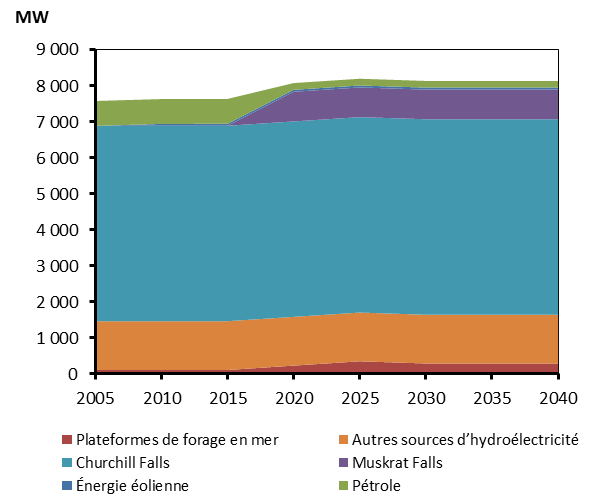 MW
9 000
8 000
7 000
6 000
5 000
4 000
3 000
2 000
1 000
0
2005 2010 2015 2020 2025 2030 2035 2040
Plateformes de forage en mer Autres sources d'hydroélectricité
Churchill Falls Muskrat Falls
Énergie éolienne Pétrole